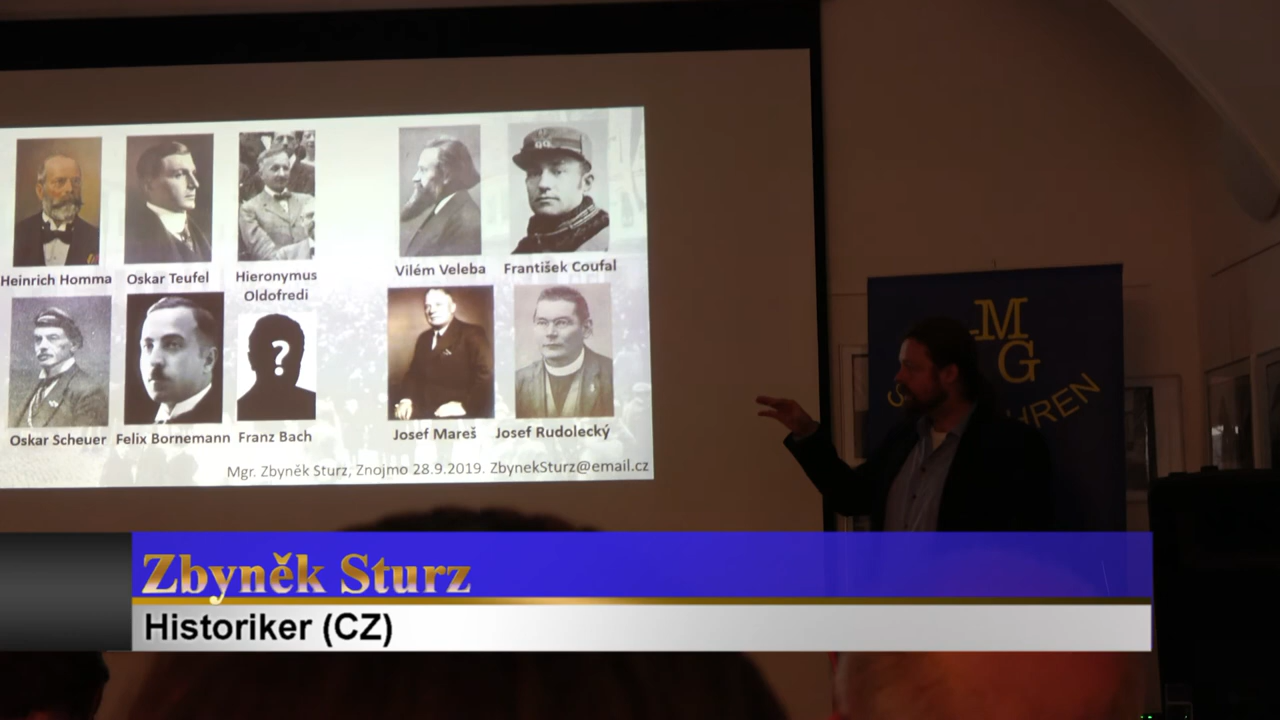 Heinrich Homma
Oskar Teufel
Hieronymus
Oldofredi
Vilém Veleba
František Coufal
Oskar Scheuer
Felix Bornemann
?
Franz Bach
Josef Mareš
Josef Rudolecký
Mgr. Zbyněk Sturz, Znojmo 28.9.2019. ZbynekSturz@email.cz
MG
HREN
Zbyněk Sturz
Historiker (CZ)